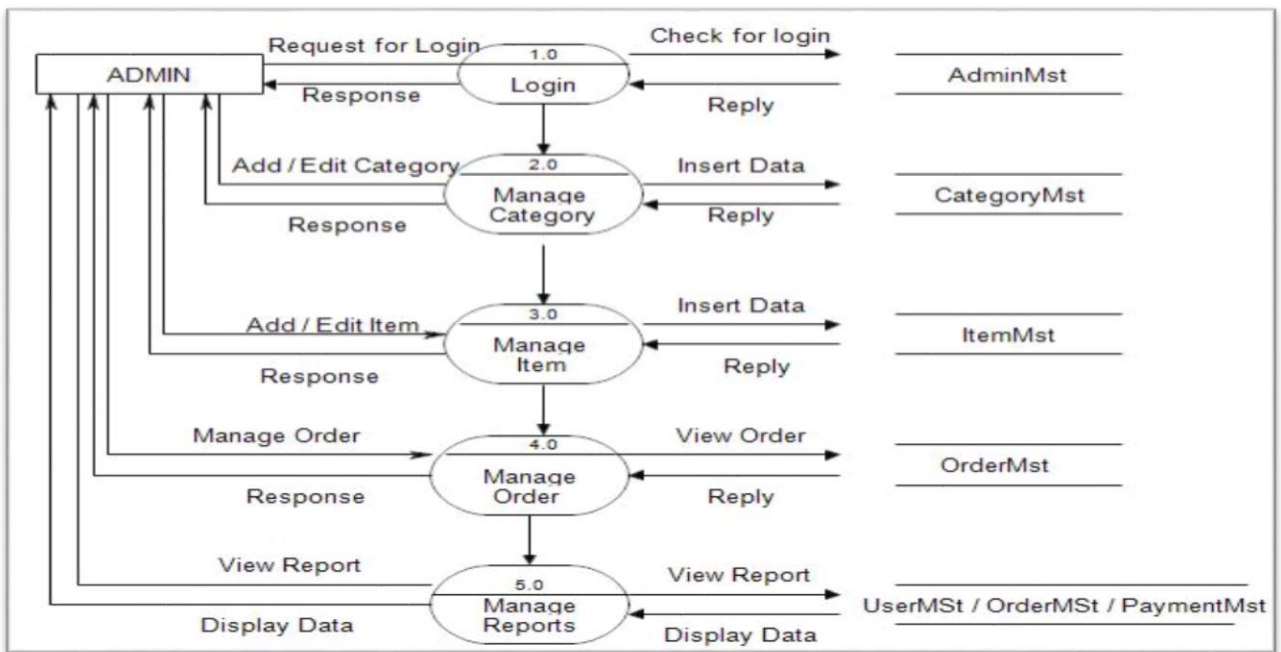 Request for Login
Check for login
1.0
ADMIN
Login
AdminMst
Response
Reply
Add / Edit Category
2.0
Insert Data
Manage
Category
CategoryMst
Response
Reply
Insert Data
3.0
Add / Edit Item
Manage
Item
ItemMst
Response
Reply
Manage Order
4.0
View Order
Manage
Order
OrderMst
Response
Reply
View Report
5.0
View Report
Manage
Reports
UserMSt / OrderMSt / PaymentMst
Display Data
Display Data